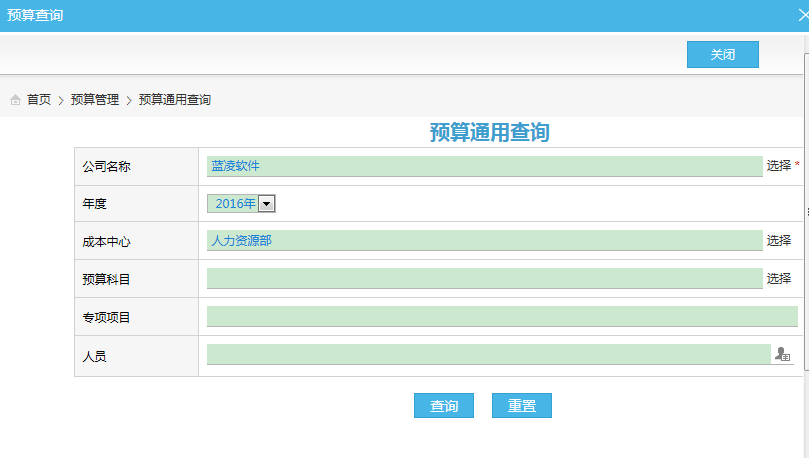 预算查询
关闭
首页 > 预算管理 > 预算通用查询
预算通用查询
公司名称 蓝凌软件 选择 *
年度 2016年
成本中心 人力资源部 选择
预算科目 选择
专项项目
人员
查询 重置